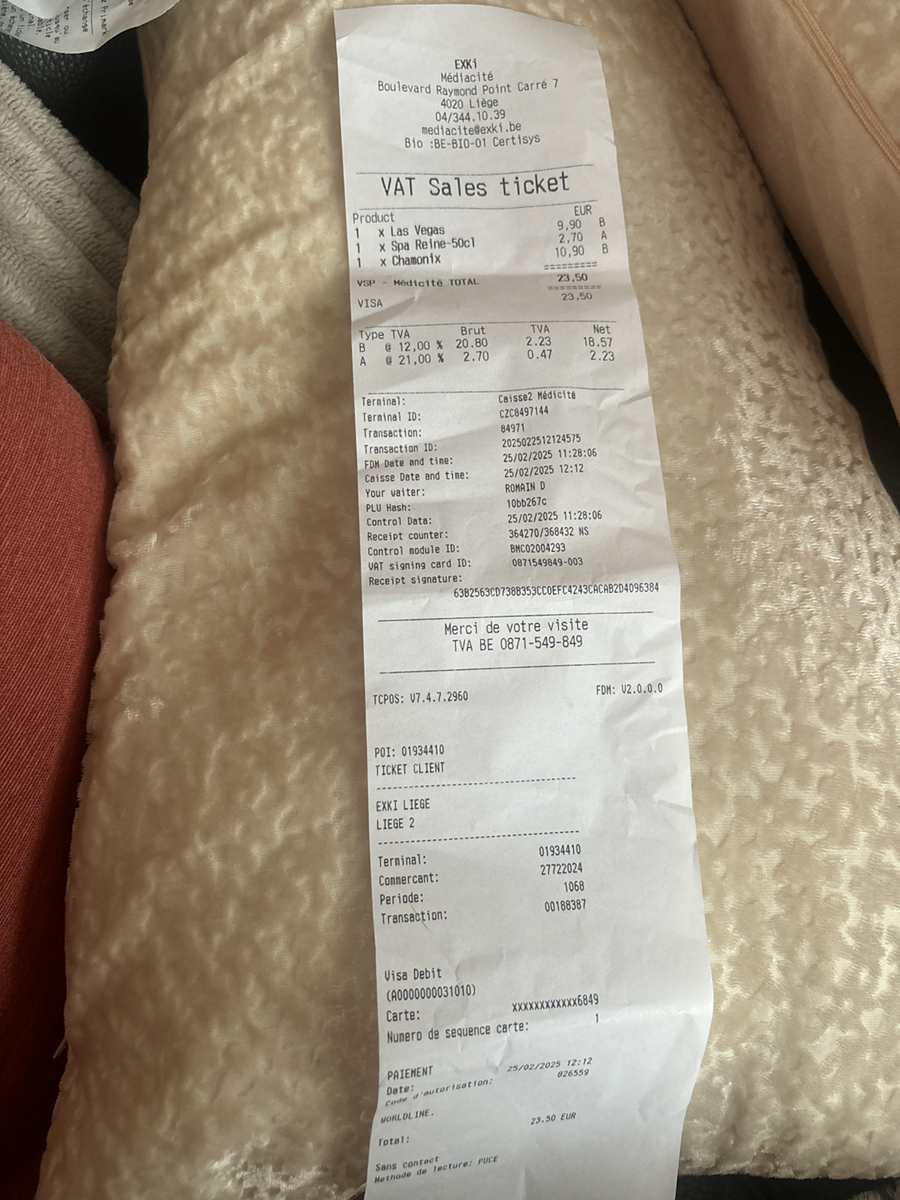 EXKi
Médiacité
Boulevard Raymond Point Carré 7
4020 Liège
04/344.10.39
mediacite@exki.be
Bio :BE-BIO-01 Certisys
VAT Sales ticket
Product EUR
1 x Las Vegas 9,90 B
1 x Spa Reine-50cl 2,70 A
1 x Chamonix 10,90 B
=========
VSP - Médicité TOTAL 23,50
=========
VISA 23,50
Type TVA Brut TVA Net
B @ 12,00 % 20.80 2.23 18.57
A @ 21,00 % 2.70 0.47 2.23
Terminal: Caisse2 Médicité
Terminal ID: CZC8497144
Transaction: 84971
Transaction ID: 2025022512124575
FDM Date and time: 25/02/2025 11:28:06
Caisse Date and time: 25/02/2025 12:12
Your waiter: ROMAIN D
PLU Hash: 10bb267c
Control Data: 25/02/2025 11:28:06
Receipt counter: 364270/368432 NS
Control module ID: BMC02004293
VAT signing card ID: 0871549849-003
Receipt signature:
63B2563CD738B353CC0EFC4243CACAB2D4096384
Merci de votre visite
TVA BE 0871-549-849
TCPOS: V7.4.7.2960 FDM: V2.0.0.0
POI: 01934410
TICKET CLIENT
EXKI LIEGE
LIEGE 2
Terminal: 01934410
Commercant: 27722024
Periode: 1068
Transaction: 00188387
Visa Debit
(A0000000031010)
Carte: xxxxxxxxxxxx6849
Numero de sequence carte: 1
PAIEMENT
Date: 25/02/2025 12:12
Code d'autorisation: 826559
WORLDLINE.
Total: 23.50 EUR
Sans contact
Methode de lecture: PUCE